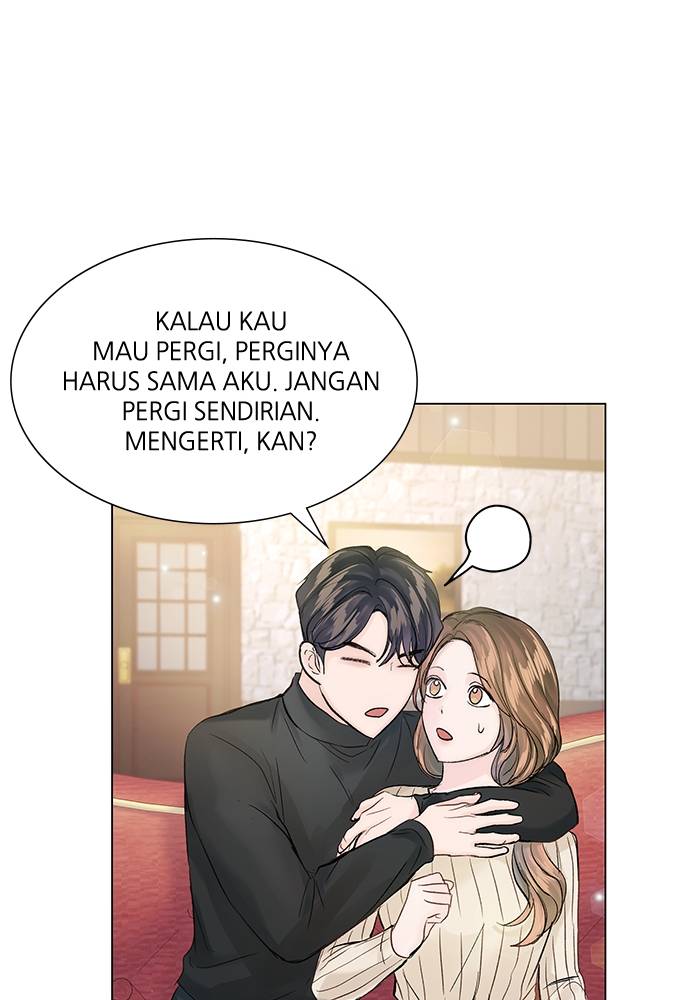 KALAU KAU
MAU PERGI, PERGINYA
HARUS SAMA AKU. JANGAN
PERGI SENDIRIAN.
MENGERTI, KAN?